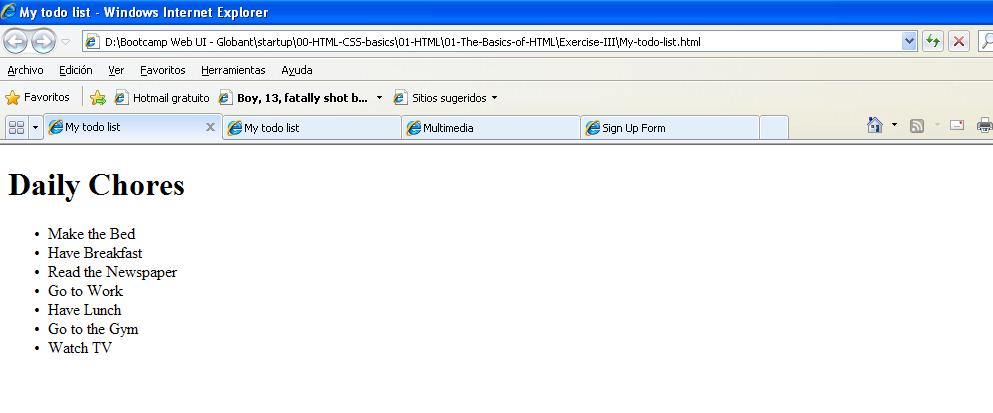 My todo list - Windows Internet Explorer
D:\Bootcamp Web UI - Globant\startup\00-HTML-CSS-basics\01-HTML\01-The-Basics-of-HTML\Exercise-III\My-todo-list.html
Archivo Edición Ver Favoritos Herramientas Ayuda
Favoritos Hotmail gratuito Boy, 13, fatally shot b... Sitios sugeridos
My todo list My todo list Multimedia Sign Up Form
Daily Chores
• Make the Bed
• Have Breakfast
• Read the Newspaper
• Go to Work
• Have Lunch
• Go to the Gym
• Watch TV